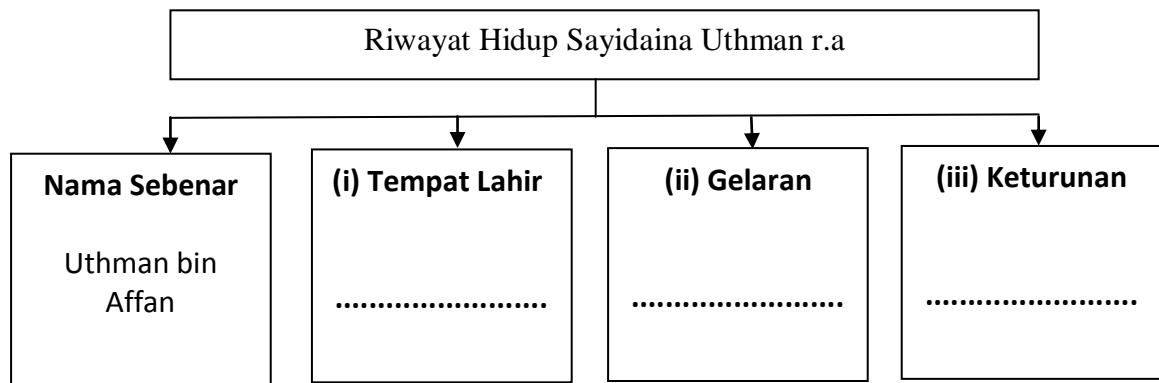 Riwayat Hidup Sayidaina Uthman r.a
Nama Sebenar
Uthman bin
Affan
(i) Tempat Lahir
..........................
(ii) Gelaran
..........................
(iii) Keturunan
..........................